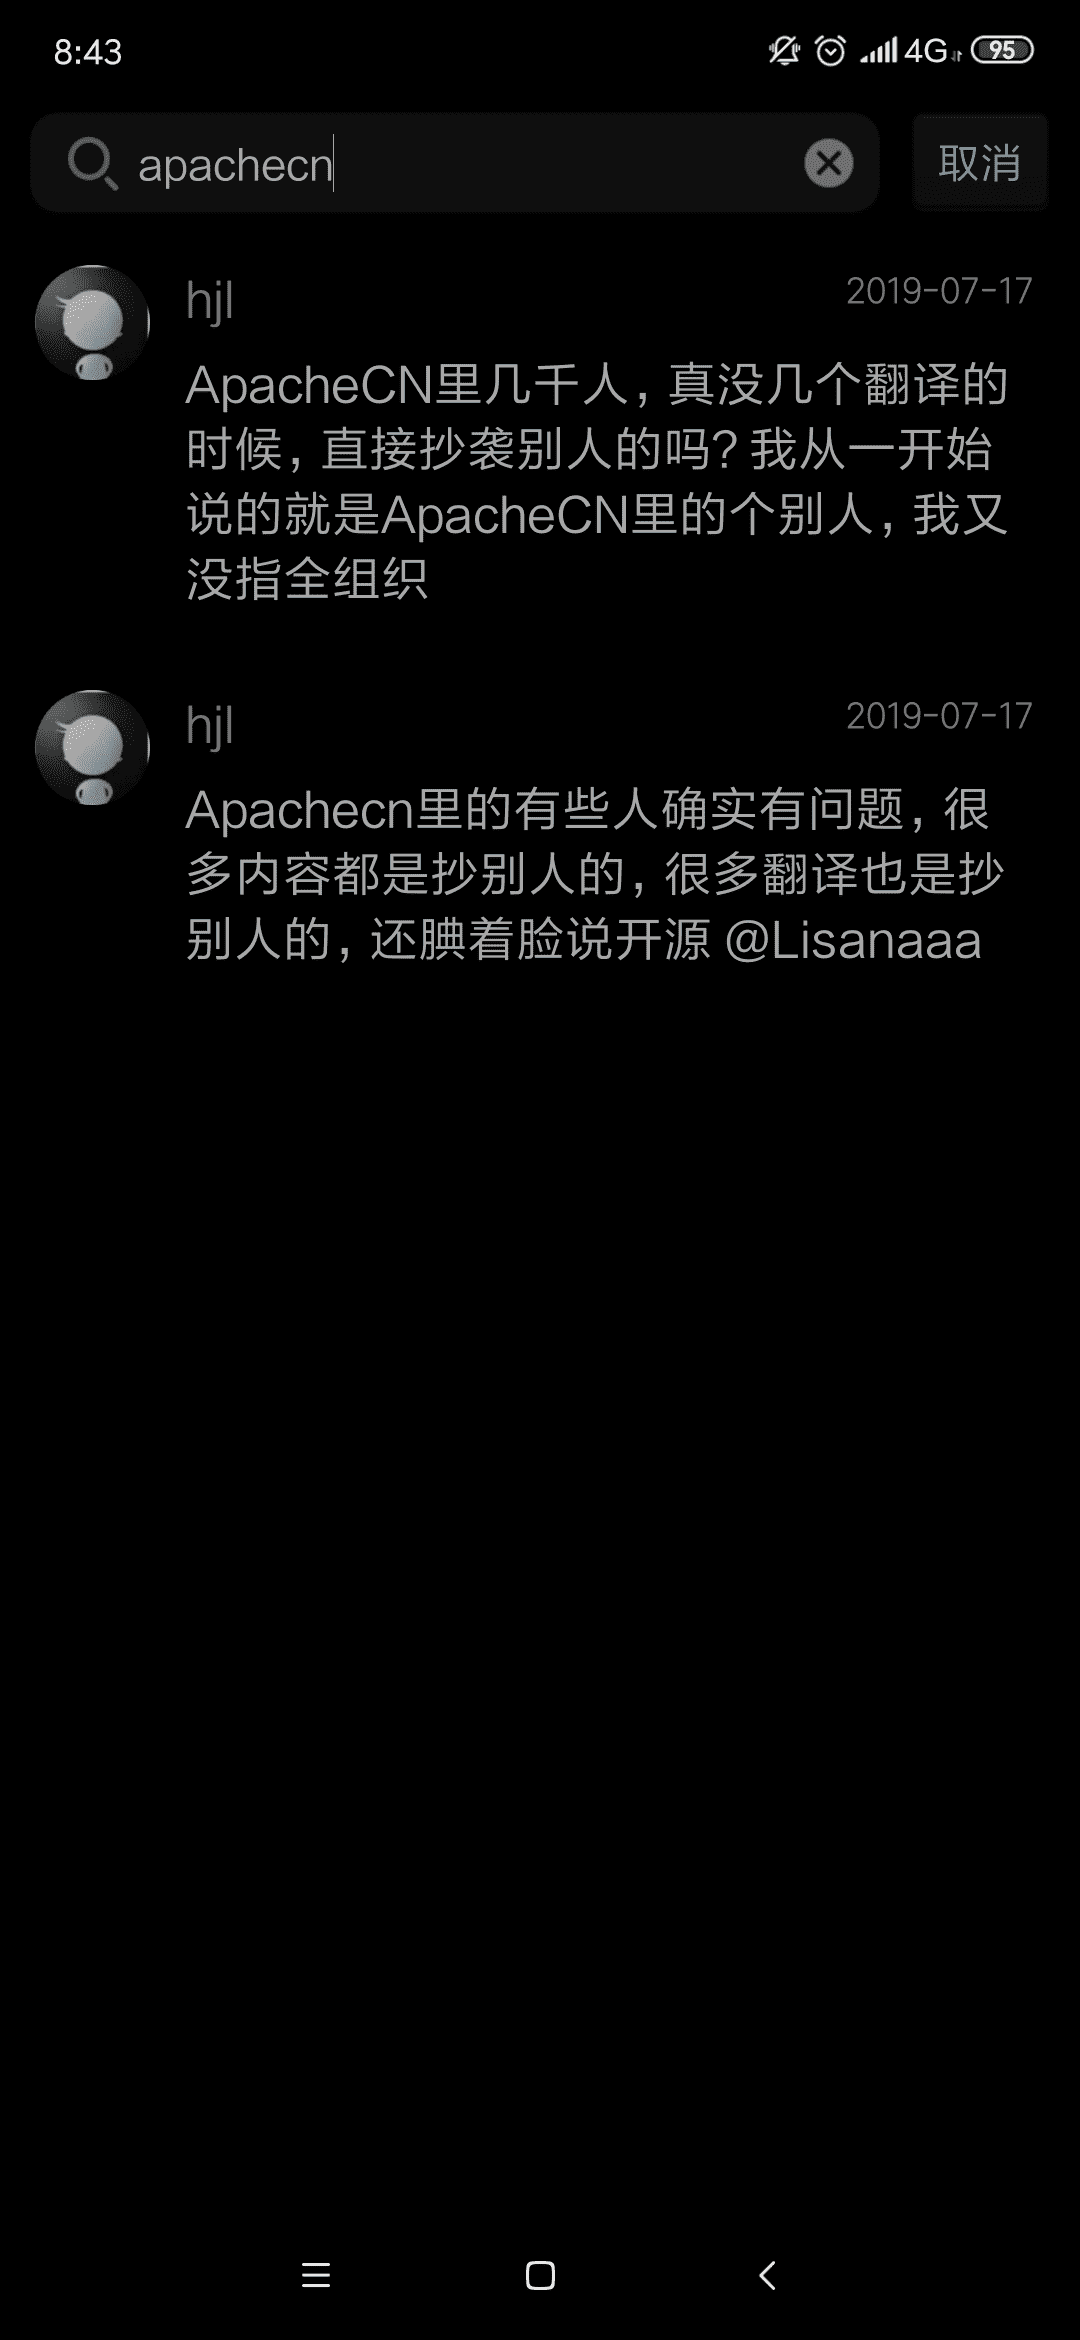 8:43
4G 95
apachecn
取消
hjl
2019-07-17
ApacheCN里几千人，真没几个翻译的
时候，直接抄袭别人的吗？我从一开始
说的就是ApacheCN里的个别人，我又
没指全组织
hjl
2019-07-17
Apachecn里的有些人确实有问题，很
多内容都是抄别人的，很多翻译也是抄
别人的，还腆着脸说开源 @Lisanaaa